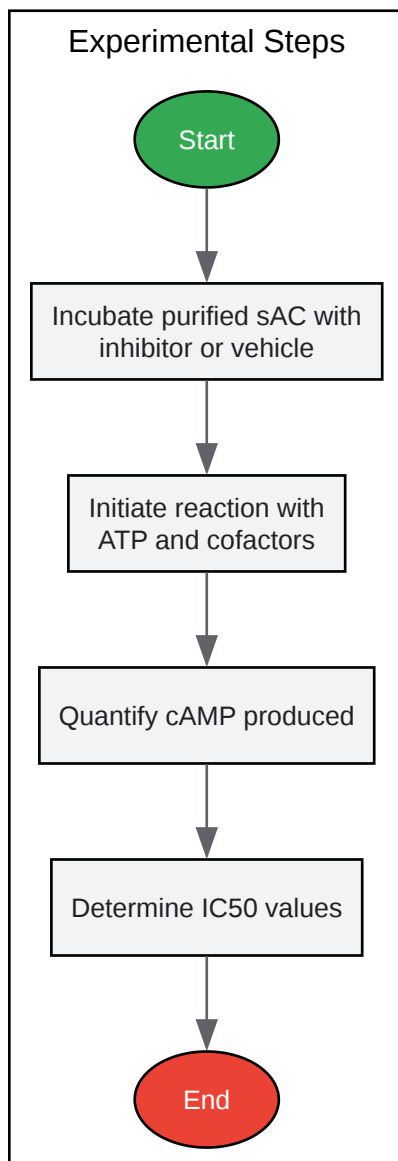 Experimental Steps
Start
Incubate purified sAC with
inhibitor or vehicle
Initiate reaction with
ATP and cofactors
Quantify cAMP produced
Determine IC50 values
End